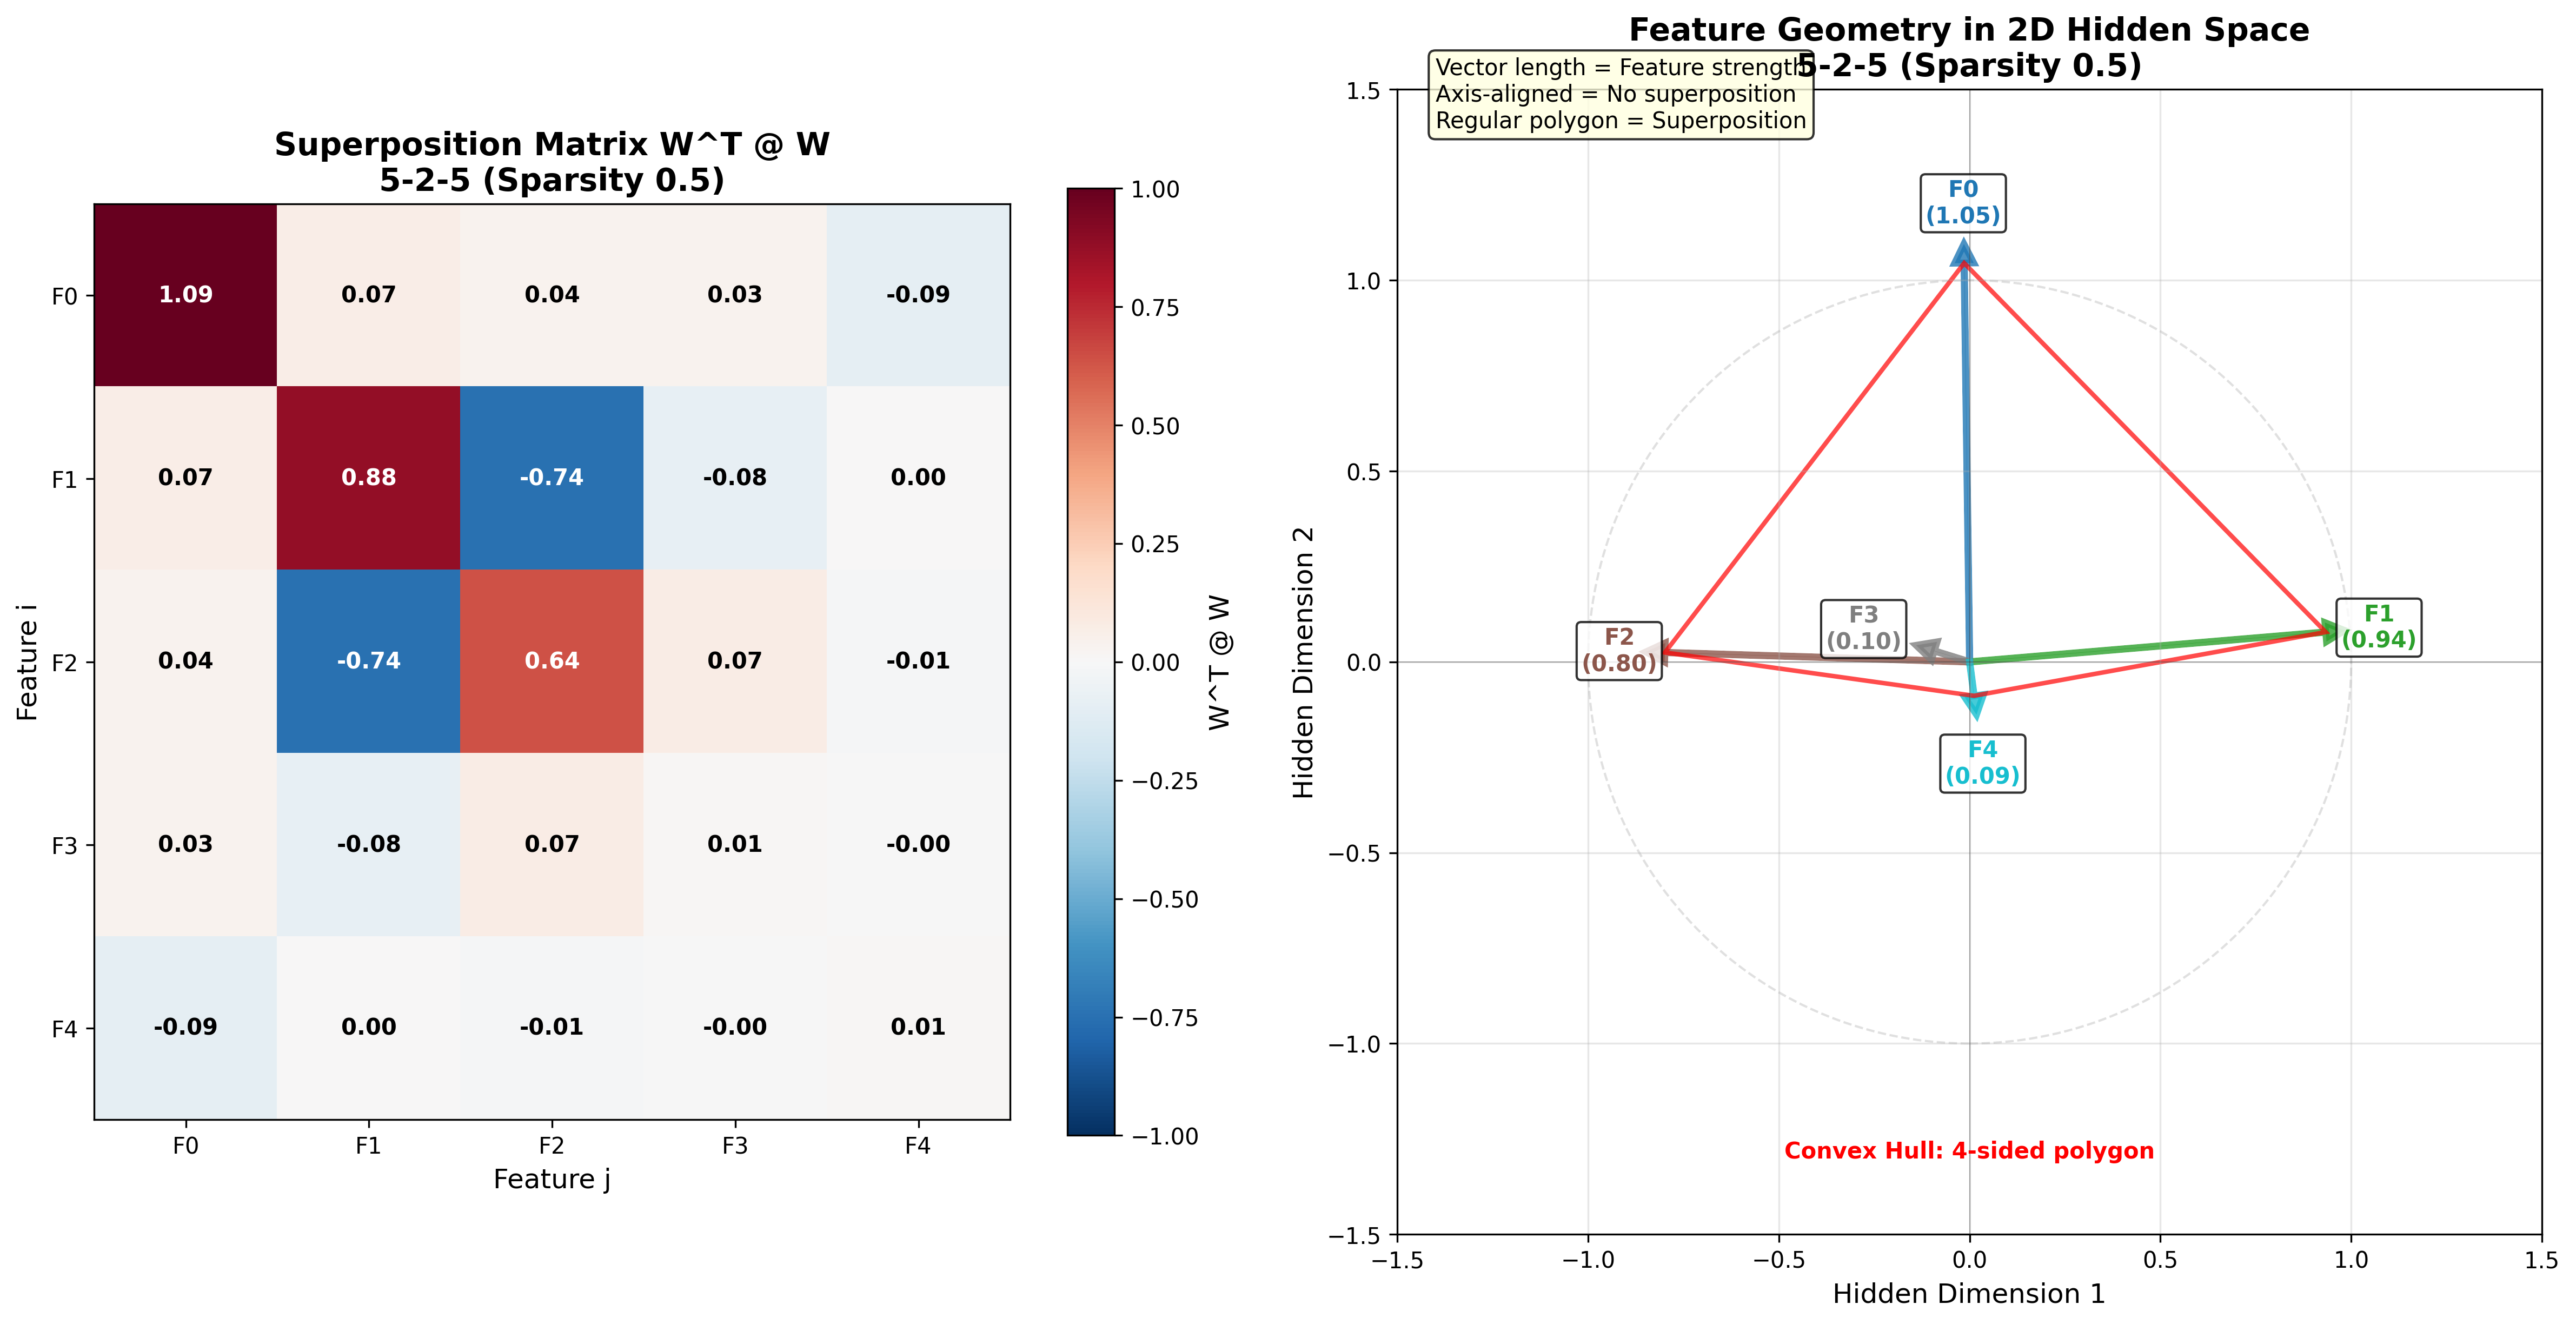 Superposition Matrix W^T @ W
5-2-5 (Sparsity 0.5)
F0
1.09
0.07
0.04
0.03
-0.09
F1
0.07
0.88
-0.74
-0.08
0.00
F2
0.04
-0.74
0.64
0.07
-0.01
F3
0.03
-0.08
0.07
0.01
-0.00
F4
-0.09
0.00
-0.01
-0.00
0.01
F0
F1
F2
F3
F4
Feature j
Feature i
1.00
0.75
0.50
0.25
0.00
−0.25
−0.50
−0.75
−1.00
W^T @ W
Feature Geometry in 2D Hidden Space
5-2-5 (Sparsity 0.5)
Vector length = Feature strength
Axis-aligned = No superposition
Regular polygon = Superposition
F0
(1.05)
F3
(0.10)
F2
(0.80)
F1
(0.94)
F4
(0.09)
Convex Hull: 4-sided polygon
1.5
1.0
0.5
0.0
−0.5
−1.0
−1.5
Hidden Dimension 2
−1.5
−1.0
−0.5
0.0
0.5
1.0
1.5
Hidden Dimension 1